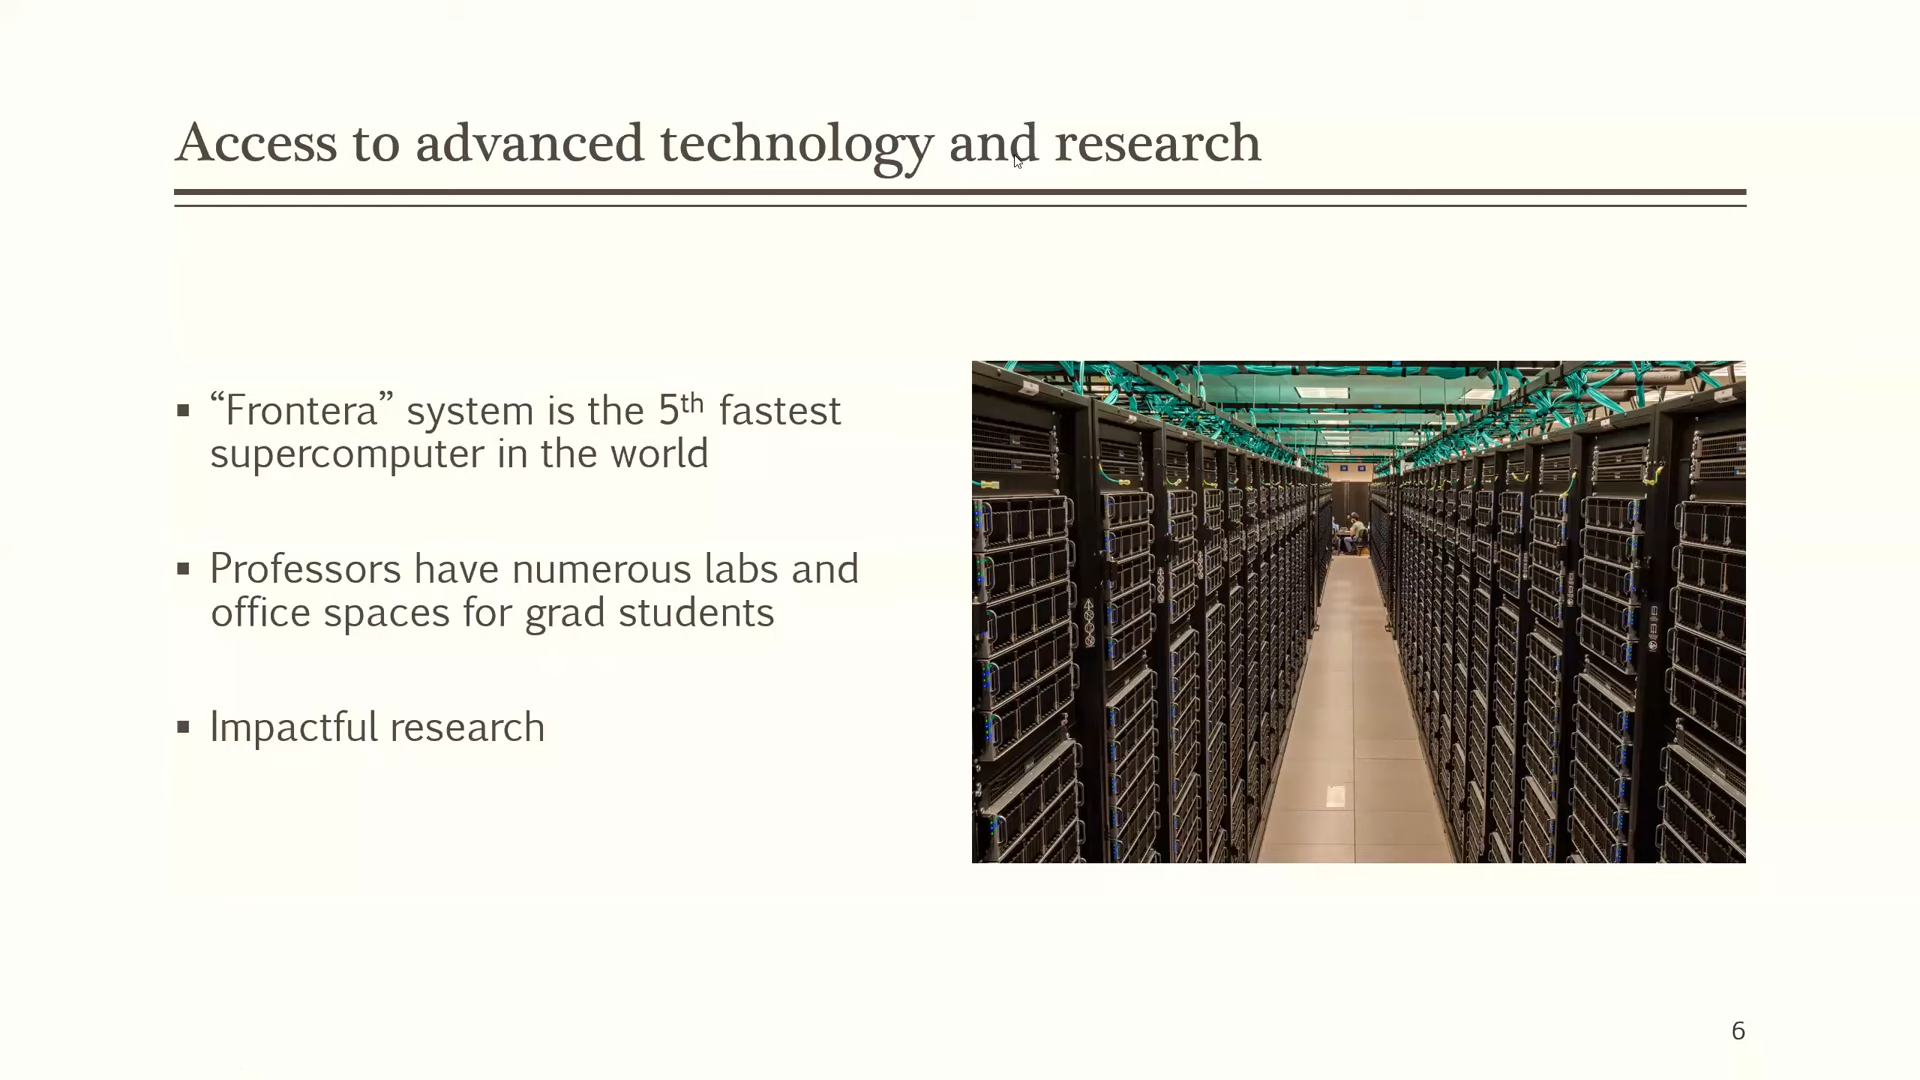 Access to advanced technology and research
▪ “Frontera” system is the 5th fastest
supercomputer in the world
▪ Professors have numerous labs and
office spaces for grad students
▪ Impactful research
6